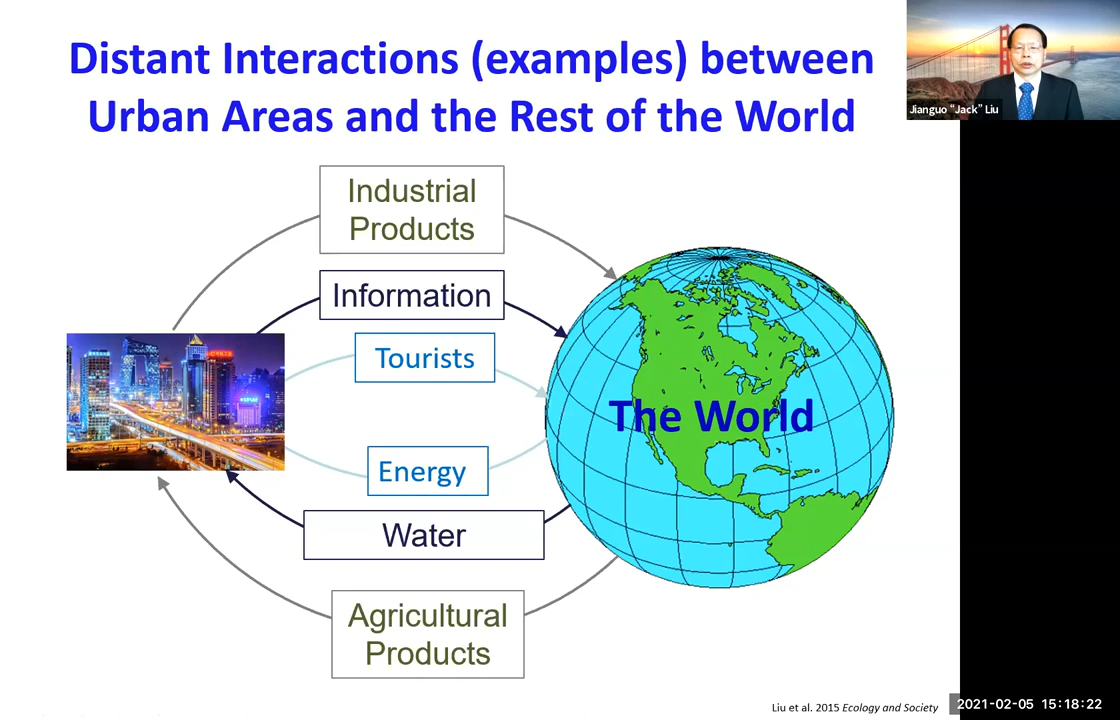 Distant Interactions (examples) between
Urban Areas and the Rest of the World
Jianguo "Jack" Liu
Industrial
Products
Information
Tourists
The World
Energy
Water
Agricultural
Products
Liu et al. 2015 Ecology and Society
2021-02-05 15:18:22